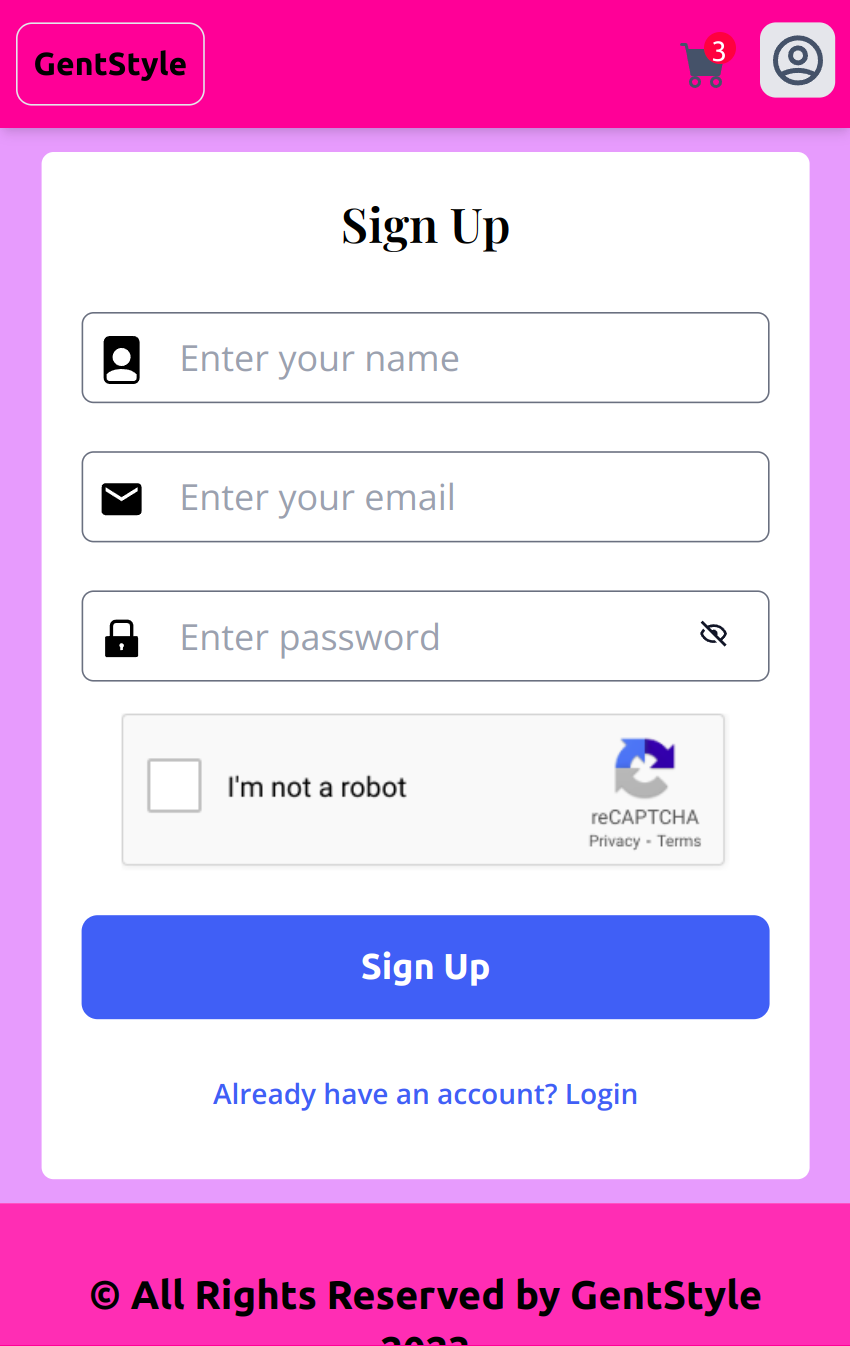 GentStyle
3
Sign Up
Enter your name
Enter your email
Enter password
I'm not a robot
reCAPTCHA
Privacy - Terms
Sign Up
Already have an account? Login
© All Rights Reserved by GentStyle